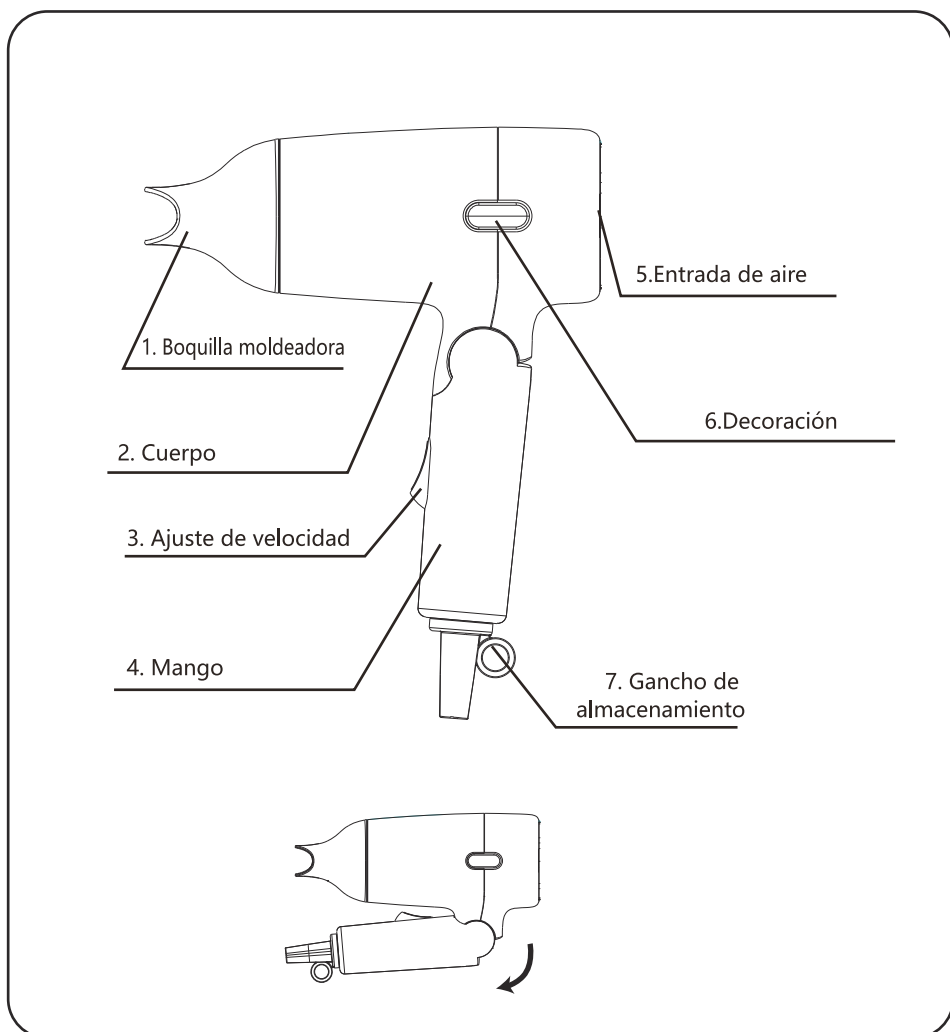 1. Boquilla moldeadora
2. Cuerpo
3. Ajuste de velocidad
4. Mango
5.Entrada de aire
6.Decoración
7. Gancho de
almacenamiento